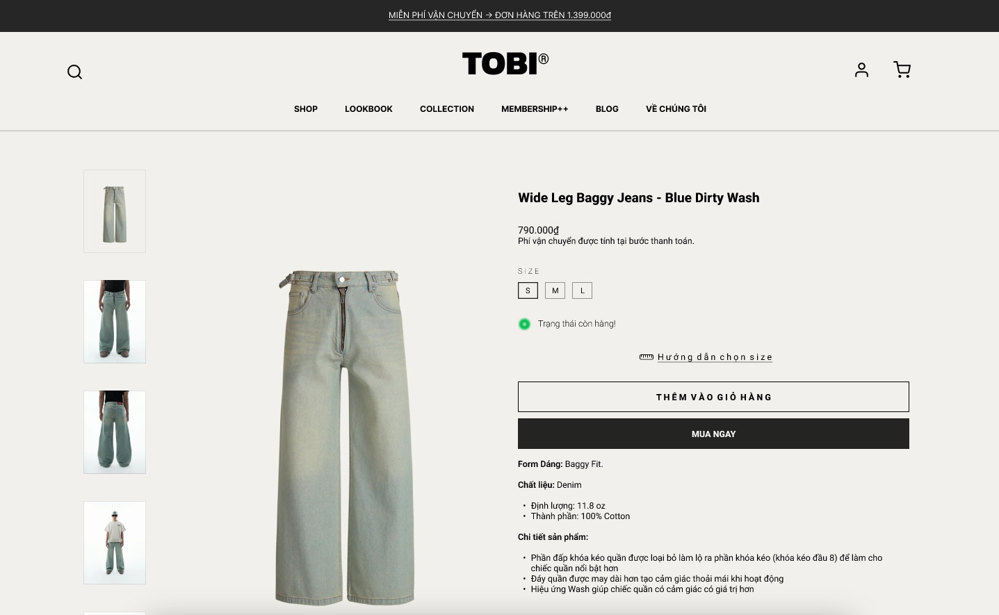 MIỄN PHÍ VẬN CHUYỂN → ĐƠN HÀNG TRÊN 1.399.000đ
TOBI®
SHOP LOOKBOOK COLLECTION MEMBERSHIP++ BLOG VỀ CHÚNG TÔI
Wide Leg Baggy Jeans - Blue Dirty Wash
790.000₫
Phí vận chuyển được tính tại bước thanh toán.
SIZE
S M L
Trạng thái còn hàng!
Hướng dẫn chọn size
THÊM VÀO GIỎ HÀNG
MUA NGAY
Form Dáng: Baggy Fit.
Chất liệu: Denim
• Định lượng: 11.8 oz
• Thành phần: 100% Cotton
Chi tiết sản phẩm:
• Phần đắp khóa kéo quần được loại bỏ làm lộ ra phần khóa kéo (khóa kéo đầu 8) để làm cho
chiếc quần nổi bật hơn
• Đáy quần được may dài hơn tạo cảm giác thoải mái khi hoạt động
• Hiệu ứng Wash giúp chiếc quần có cảm giác có giá trị hơn